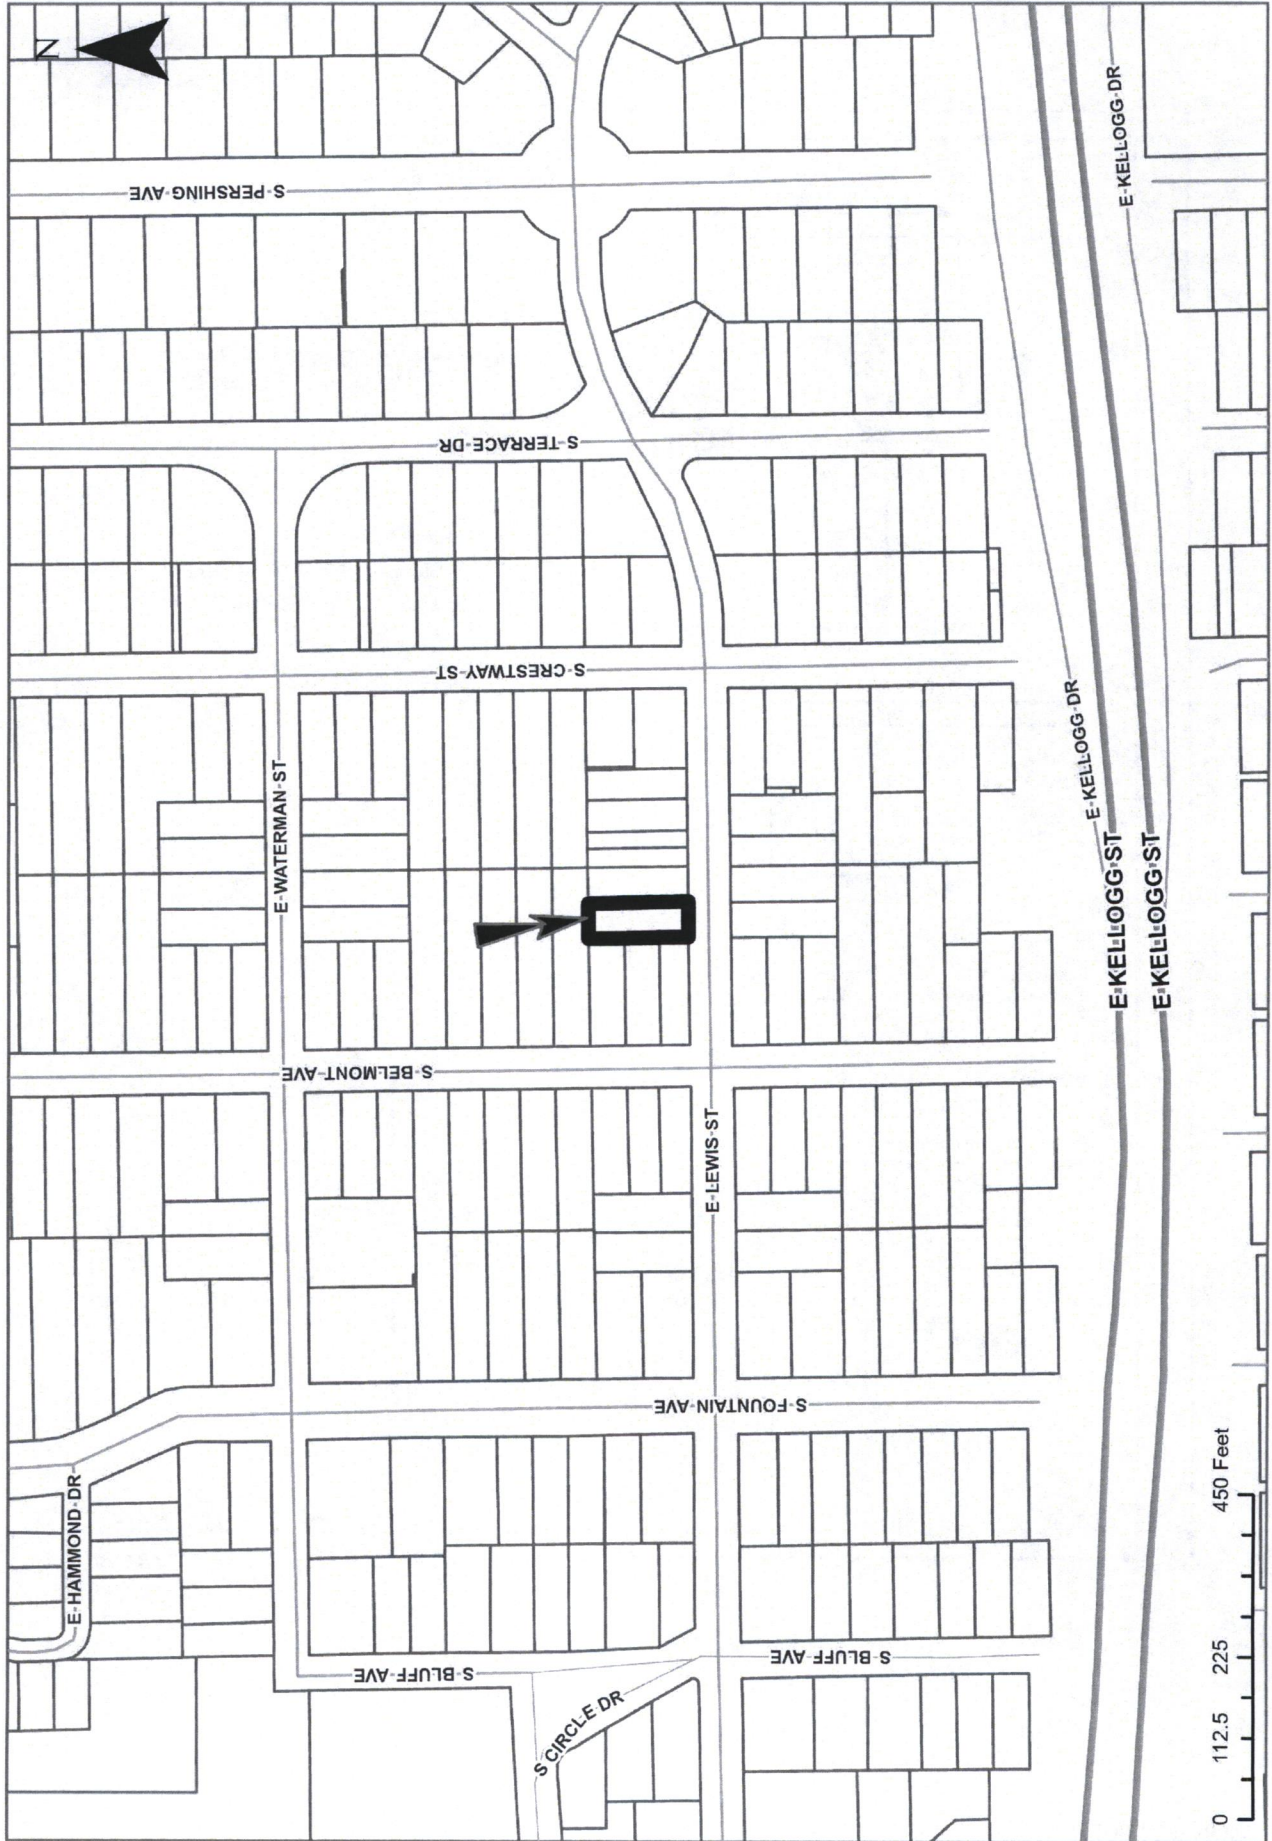 N
S PERSHING AVE
E KELLOGG DR
S TERRACE DR
S CRESTWAY ST
E WATERMAN ST
E KELLOGG DR
E KELLOGG ST
E KELLOGG ST
S BELMONT AVE
E LEWIS ST
S FOUNTAIN AVE
E HAMMOND DR
S BLUFF AVE
S BLUFF AVE
S CIRCLE DR
0 112.5 225 450 Feet